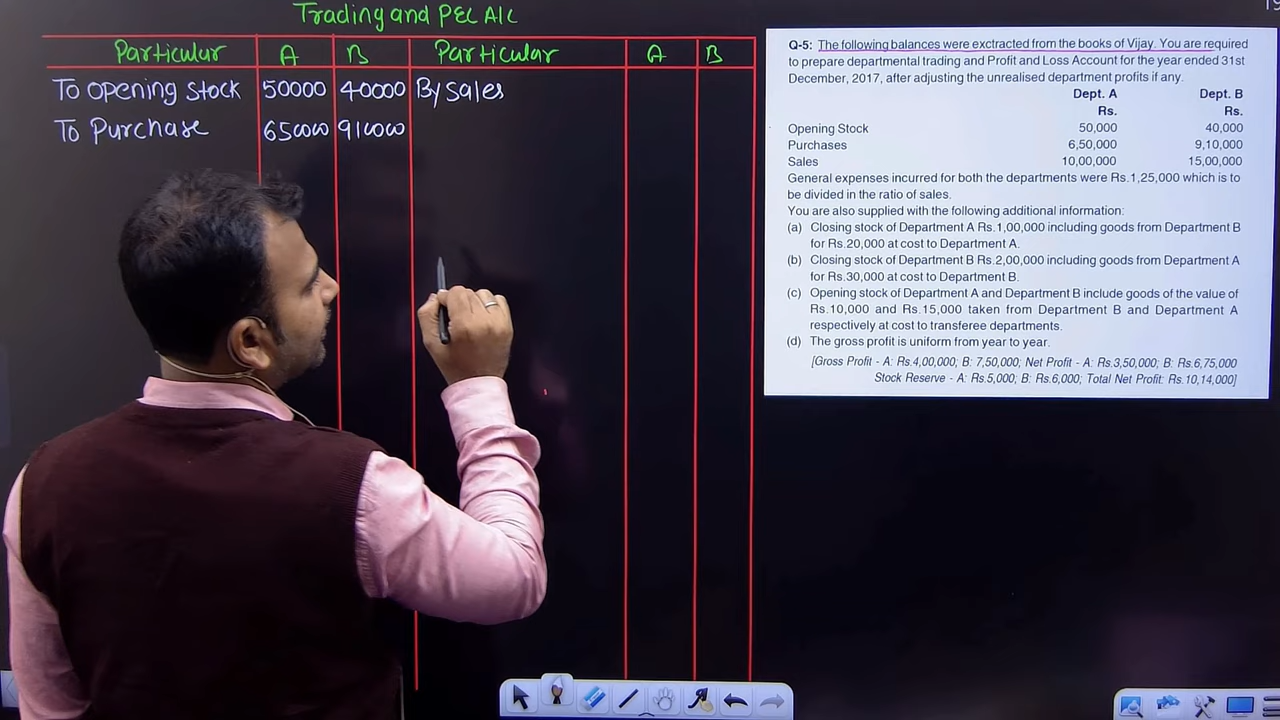 Trading and P&L A/c
Particular A B Particular A B
To Opening Stock 50000 40000 By Sales
To Purchase 650000 910000
Q-5: The following balances were exctracted from the books of Vijay. You are required
to prepare departmental trading and Profit and Loss Account for the year ended 31st
December, 2017, after adjusting the unrealised department profits if any.
Dept. A Dept. B
Rs. Rs.
Opening Stock 50,000 40,000
Purchases 6,50,000 9,10,000
Sales 10,00,000 15,00,000
General expenses incurred for both the departments were Rs.1,25,000 which is to
be divided in the ratio of sales.
You are also supplied with the following additional information:
(a) Closing stock of Department A Rs.1,00,000 including goods from Department B
for Rs.20,000 at cost to Department A.
(b) Closing stock of Department B Rs.2,00,000 including goods from Department A
for Rs.30,000 at cost to Department B.
(c) Opening stock of Department A and Department B include goods of the value of
Rs.10,000 and Rs.15,000 taken from Department B and Department A
respectively at cost to transferee departments.
(d) The gross profit is uniform from year to year.
[Gross Profit - A: Rs.4,00,000; B: 7,50,000; Net Profit - A: Rs.3,50,000; B: Rs.6,75,000
Stock Reserve - A: Rs.5,000; B: Rs.6,000; Total Net Profit: Rs.10,14,000]